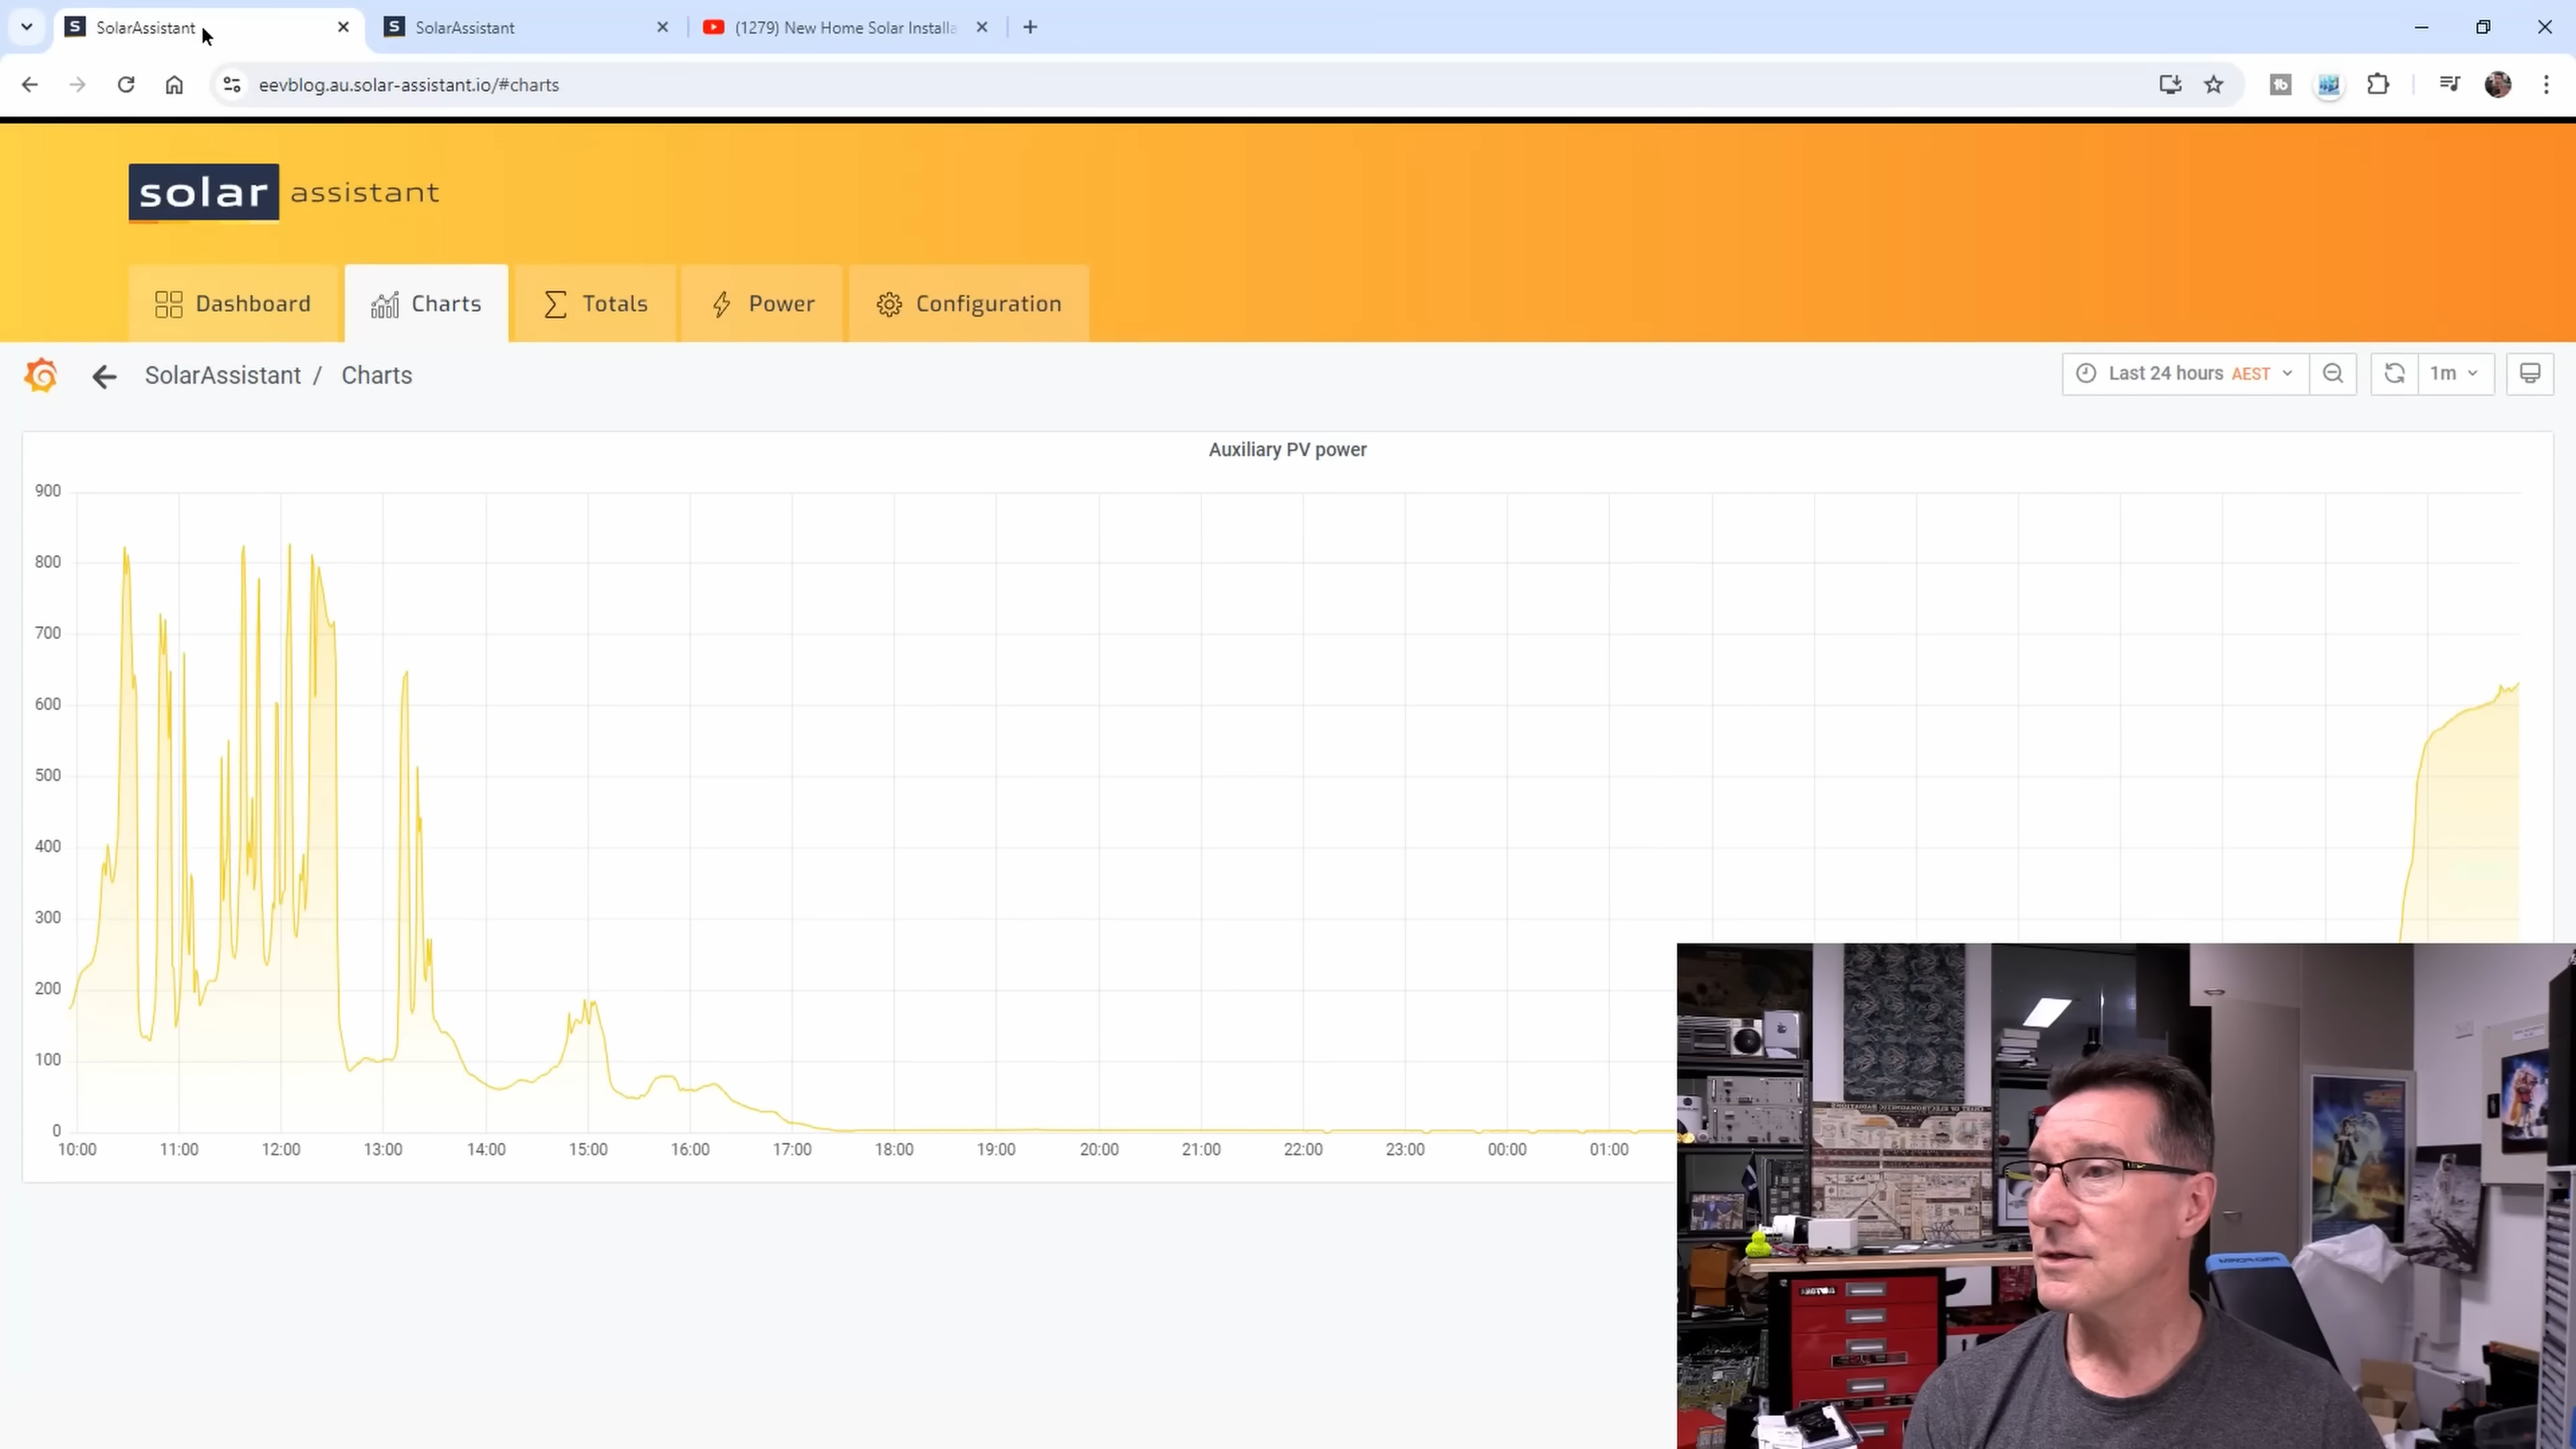 SolarAssistant
SolarAssistant
(1279) New Home Solar Installa
eevblog.au.solar-assistant.io/#charts
solar assistant
Dashboard
Charts
Totals
Power
Configuration
SolarAssistant / Charts
Last 24 hours AEST
1m
Auxiliary PV power
900
800
700
600
500
400
300
200
100
0
10:00 11:00 12:00 13:00 14:00 15:00 16:00 17:00 18:00 19:00 20:00 21:00 22:00 23:00 00:00 01:00